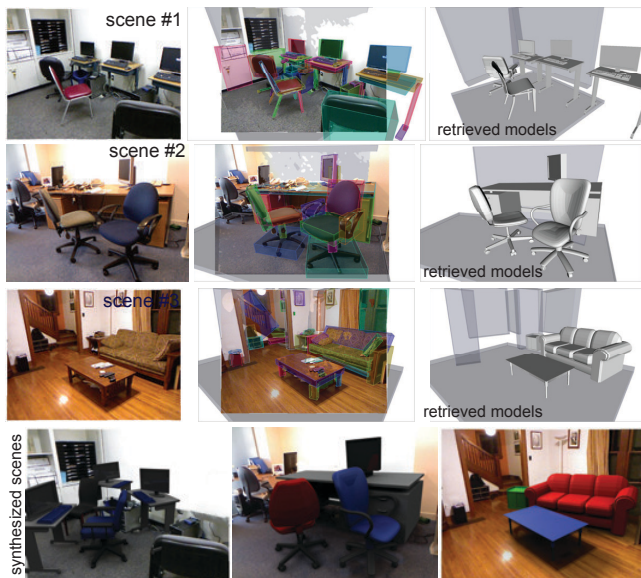 scene #1
retrieved models
scene #2
retrieved models
scene #3
retrieved models
synthesized scenes